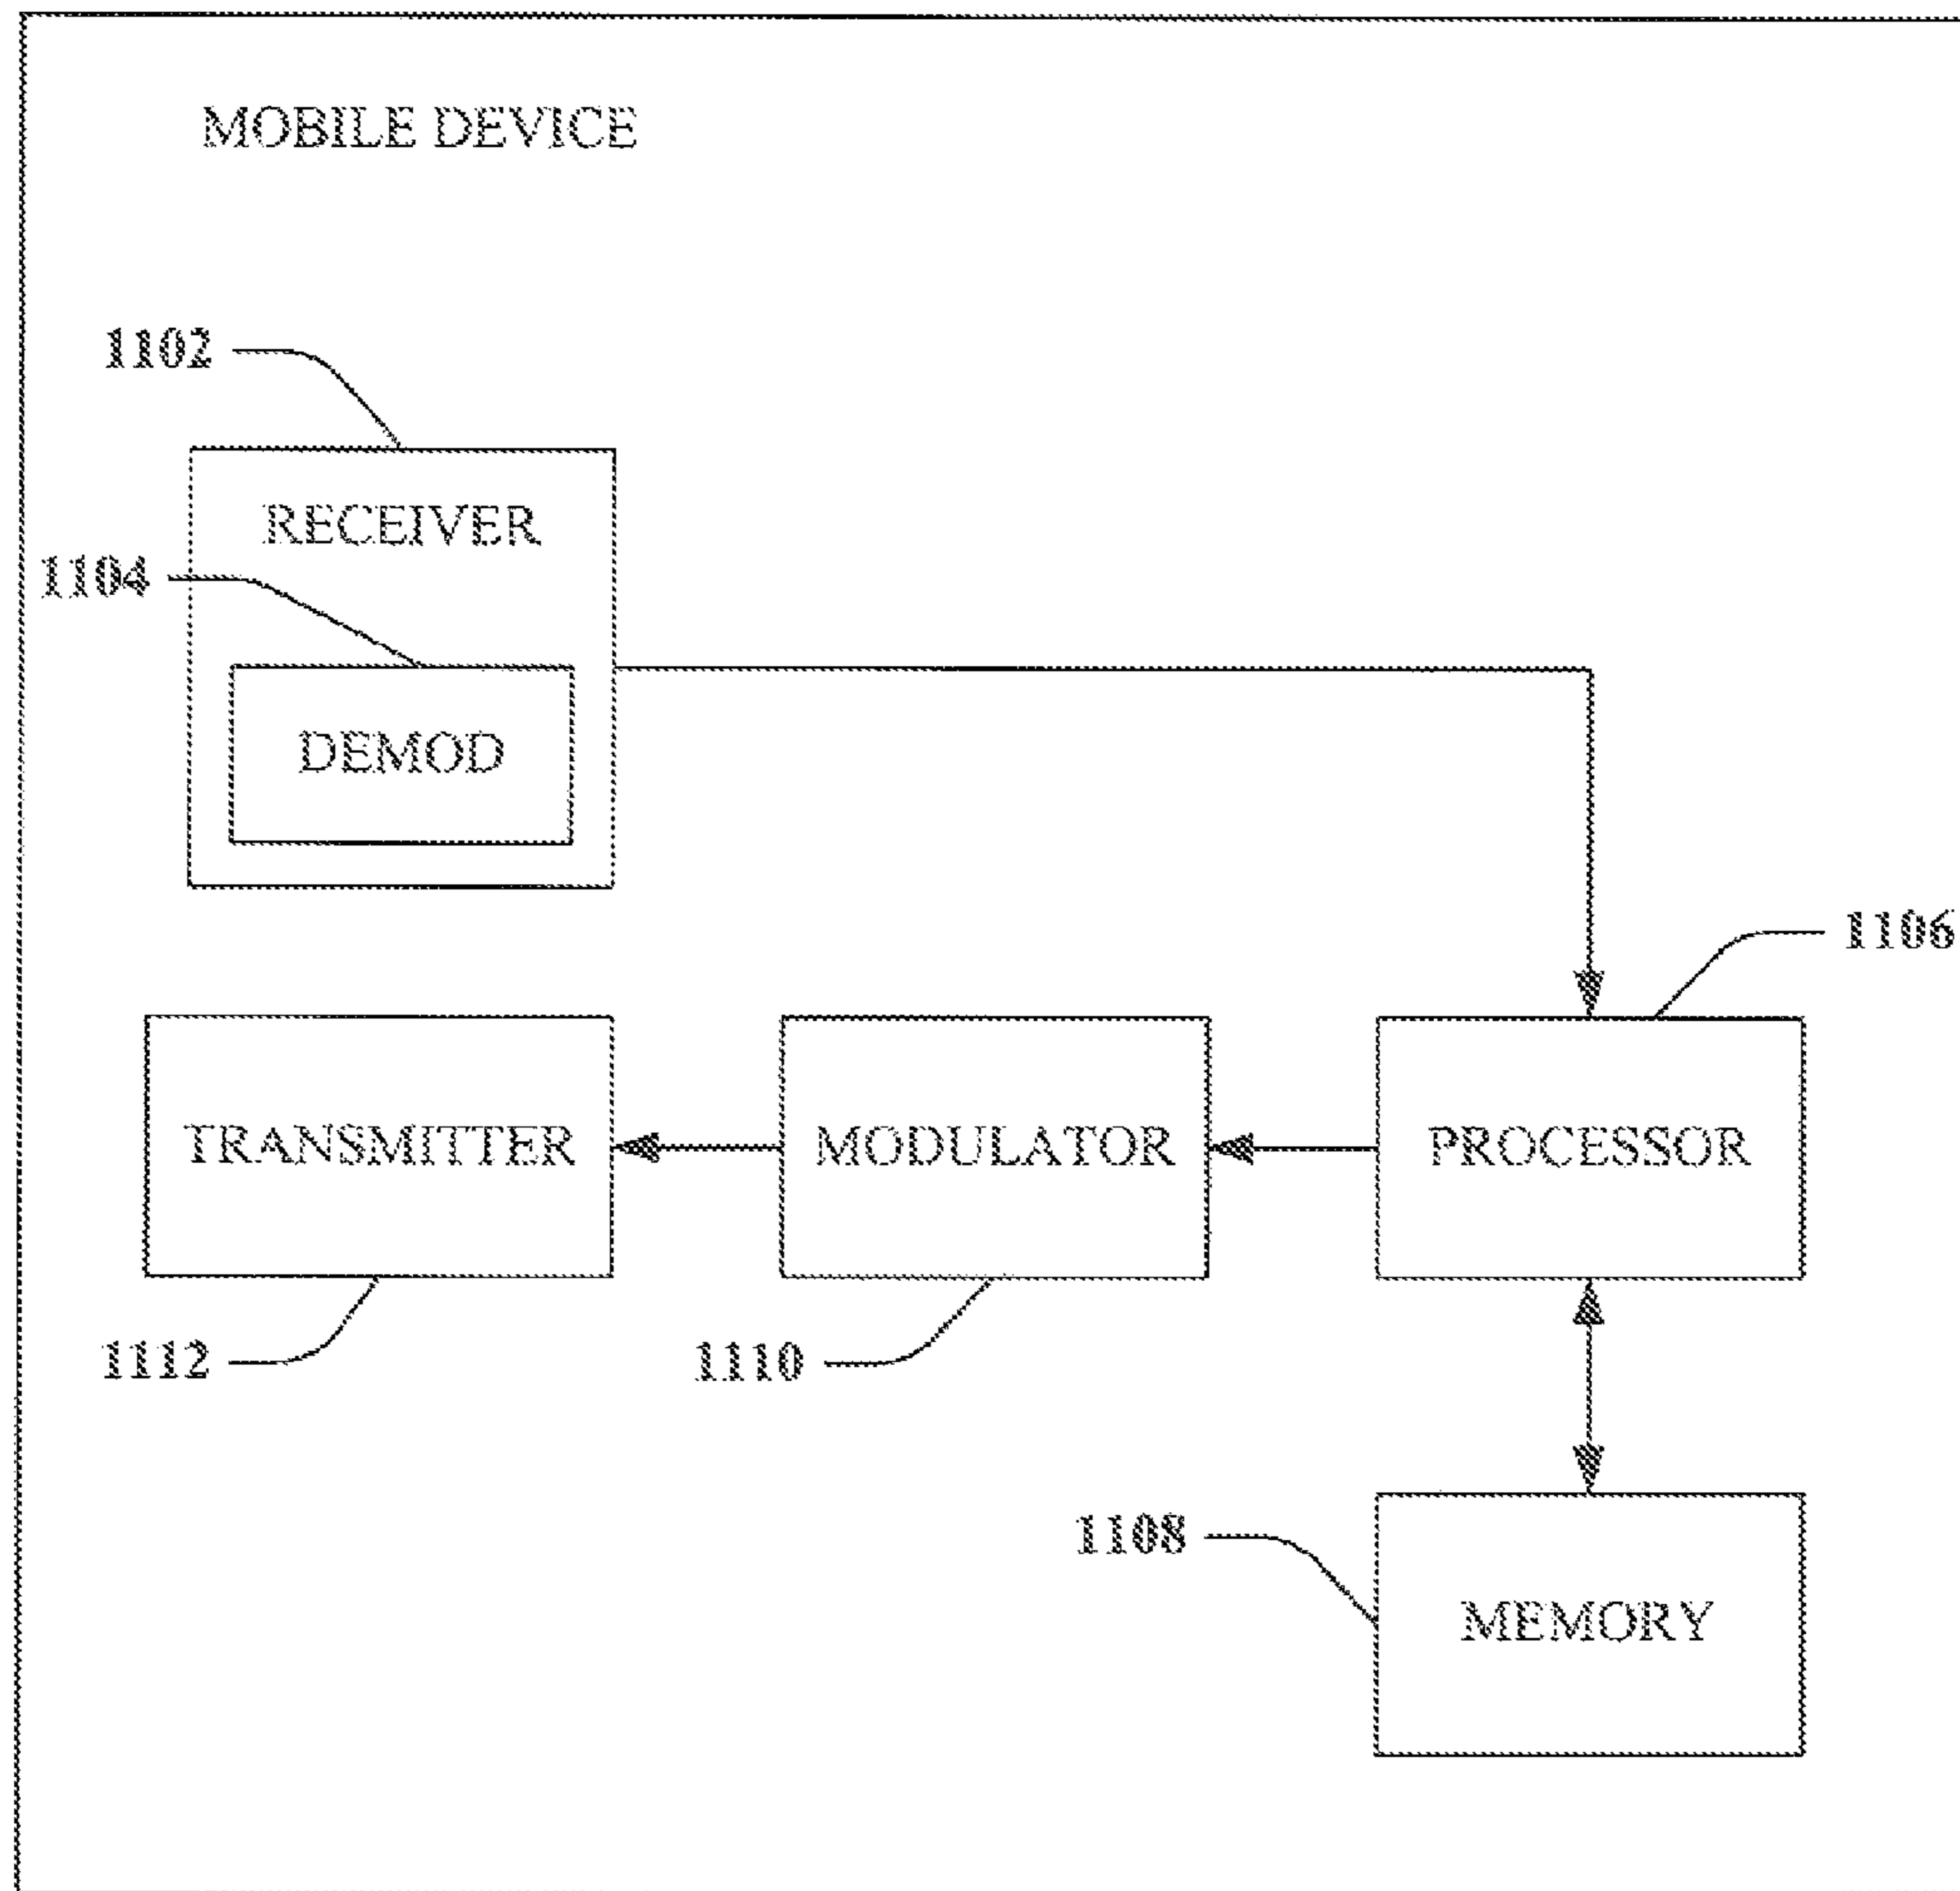 MOBILE DEVICE
1102
RECEIVER
1104
DEMOD
1106
TRANSMITTER
MODULATOR
PROCESSOR
1112
1110
1108
MEMORY